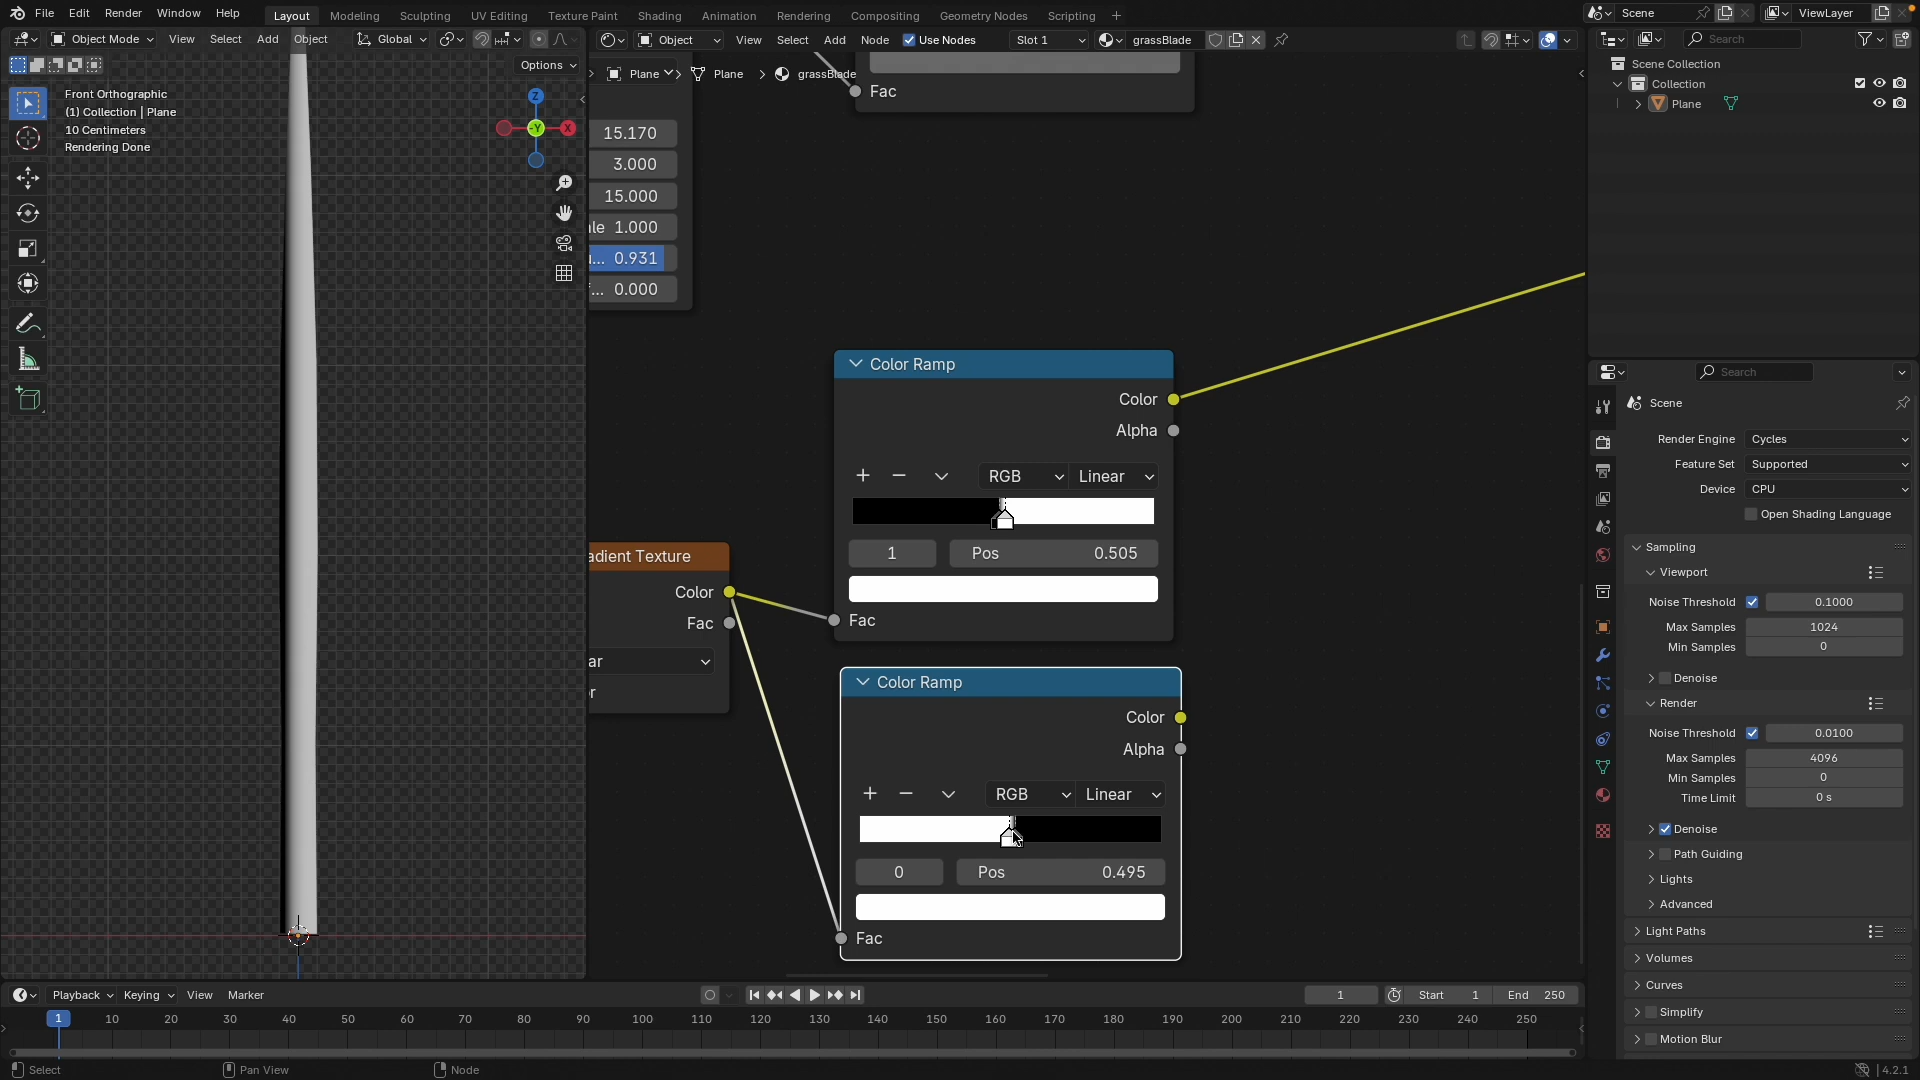 File Edit Render Window Help Layout Modeling Sculpting UV Editing Texture Paint Shading Animation Rendering Compositing Geometry Nodes Scripting + Scene ViewLayer
Object Mode View Select Add Object Global Object View Select Add Node Use Nodes Slot 1 grassBlade Search
Options
Plane > Plane > grassBlade
Scene Collection
Collection
Plane
Front Orthographic
(1) Collection | Plane
10 Centimeters
Rendering Done
Z
-Y
X
Fac
15.170
3.000
15.000
le 1.000
... 0.931
... 0.000
Color Ramp
Color
Alpha
RGB Linear
1 Pos 0.505
Fac
adient Texture
Color
Fac
ar
r
Color Ramp
Color
Alpha
RGB Linear
0 Pos 0.495
Fac
Search
Scene
Render Engine Cycles
Feature Set Supported
Device CPU
Open Shading Language
Sampling
Viewport
Noise Threshold 0.1000
Max Samples 1024
Min Samples 0
Denoise
Render
Noise Threshold 0.0100
Max Samples 4096
Min Samples 0
Time Limit 0 s
Denoise
Path Guiding
Lights
Advanced
Light Paths
Volumes
Curves
Simplify
Motion Blur
Playback Keying View Marker 1 Start 1 End 250
1 10 20 30 40 50 60 70 80 90 100 110 120 130 140 150 160 170 180 190 200 210 220 230 240 250
Select Pan View Node 4.2.1